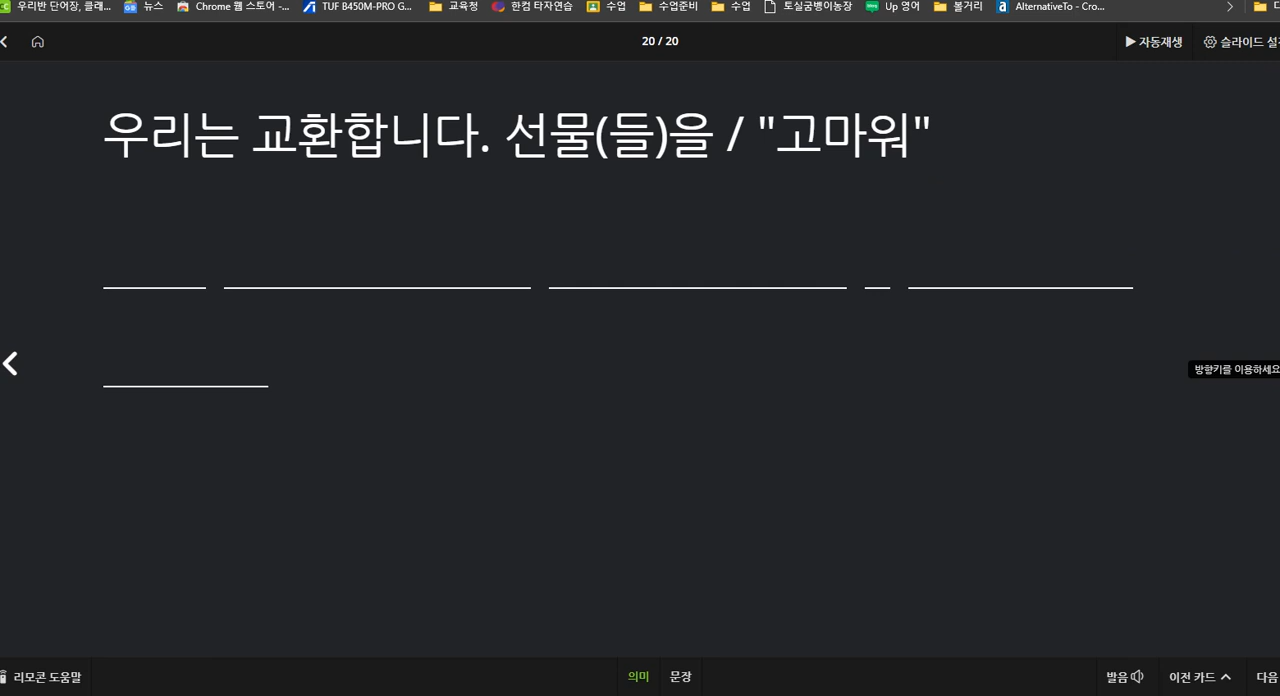 우리반 단어장, 클래... 뉴스 Chrome 웹 스토어 -... TUF B450M-PRO G... 교육청 한컴 타자연습 수업 수업준비 수업 토실굼벵이농장 Up 영어 볼거리 AlternativeTo - Cro...
20 / 20 자동재생 슬라이드 설
우리는 교환합니다. 선물(들)을 / "고마워"
방향키를 이용하세요
리모콘 도움말 의미 문장 발음 이전 카드 다음